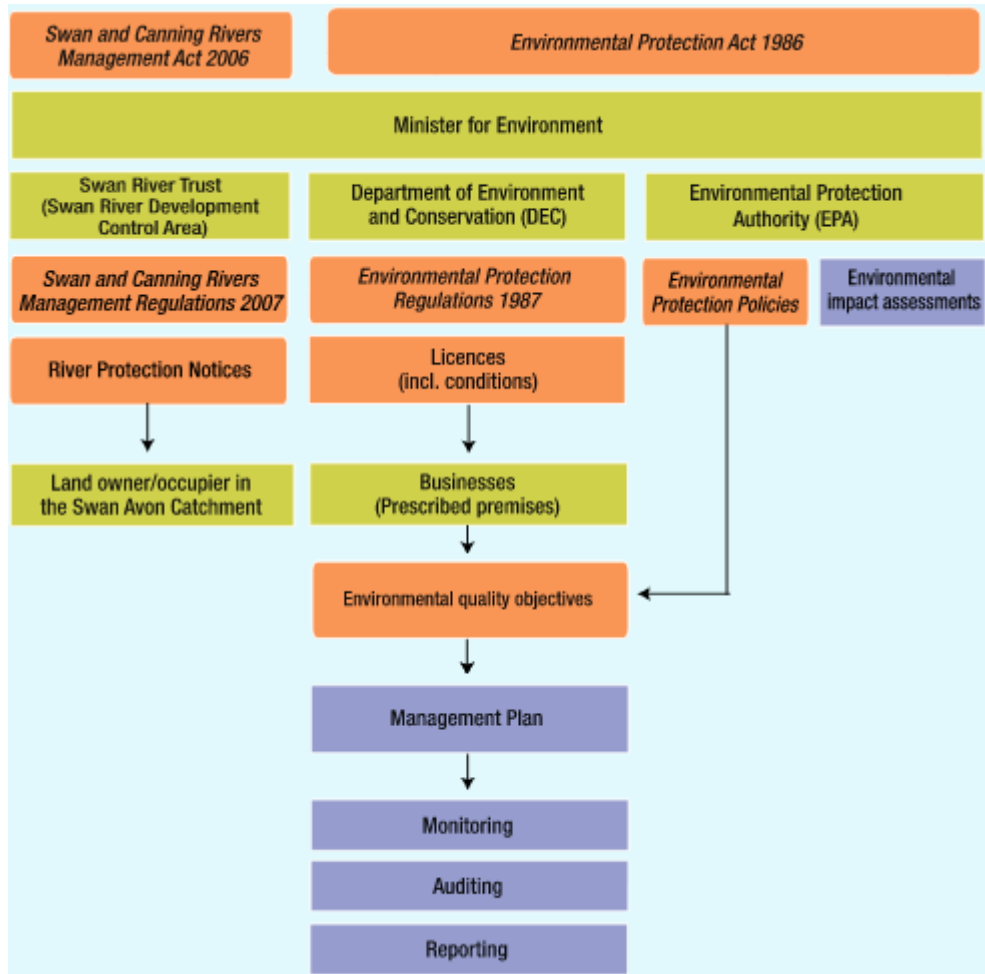 Swan and Canning Rivers
Management Act 2006
Environmental Protection Act 1986
Minister for Environment
Swan River Trust
(Swan River Development
Control Area)
Department of Environment
and Conservation (DEC)
Environmental Protection
Authority (EPA)
Swan and Canning Rivers
Management Regulations 2007
Environmental Protection
Regulations 1987
Environmental
Protection Policies
Environmental
impact assessments
River Protection Notices
Licences
(incl. conditions)
Land owner/occupier in
the Swan Avon Catchment
Businesses
(Prescribed premises)
Environmental quality objectives
Management Plan
Monitoring
Auditing
Reporting